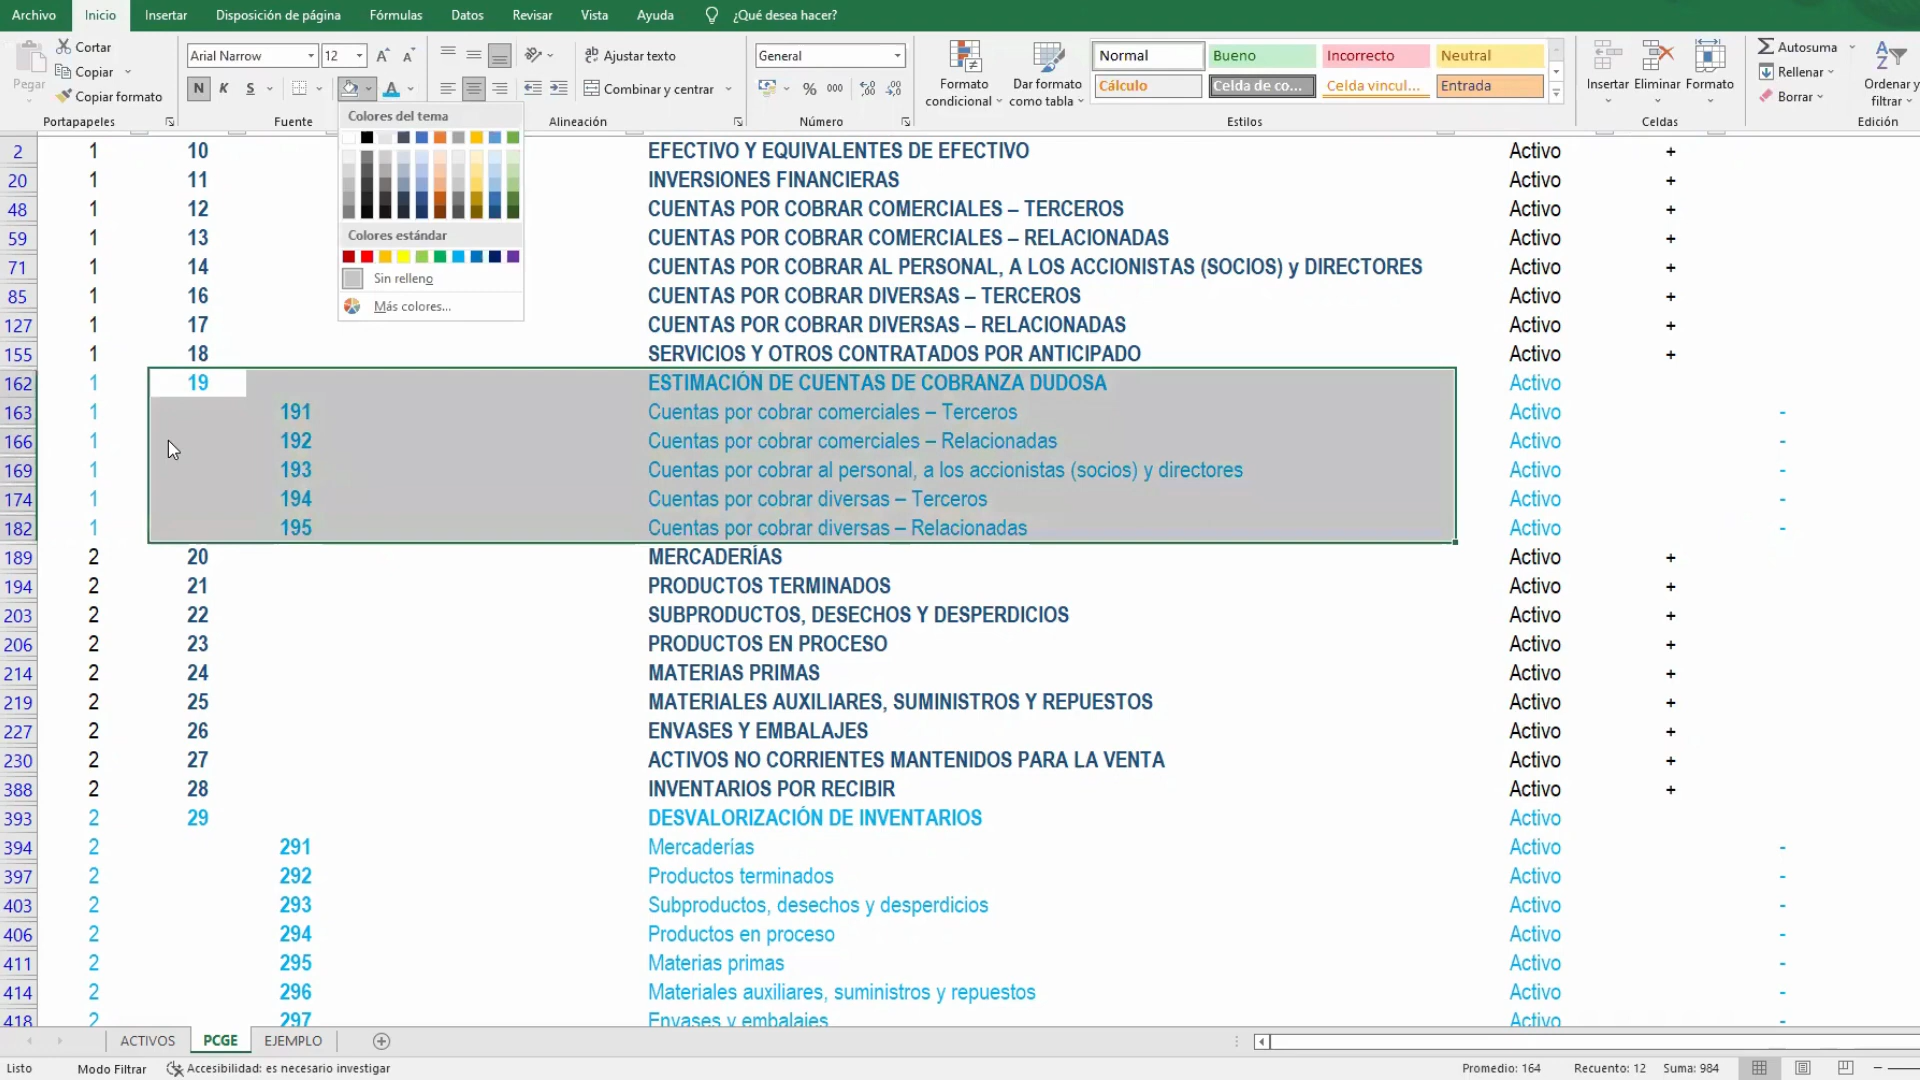 Archivo Inicio Insertar Disposición de página Fórmulas Datos Revisar Vista Ayuda ¿Qué desea hacer?
Pegar
Cortar
Copiar
Copiar formato
Portapapeles
Arial Narrow 12
N K S
Fuente
Ajustar texto
Combinar y centrar
Alineación
General
% 000
Número
Formato condicional
Dar formato como tabla
Normal Bueno Incorrecto Neutral
Cálculo Celda de co... Celda vincul... Entrada
Estilos
Insertar Eliminar Formato
Celdas
Autosuma
Rellenar
Borrar
Ordenar y
filtrar
Edición
Colores del tema
Colores estándar
Sin relleno
Más colores...
2 1 10 EFECTIVO Y EQUIVALENTES DE EFECTIVO Activo +
20 1 11 INVERSIONES FINANCIERAS Activo +
48 1 12 CUENTAS POR COBRAR COMERCIALES – TERCEROS Activo +
59 1 13 CUENTAS POR COBRAR COMERCIALES – RELACIONADAS Activo +
71 1 14 CUENTAS POR COBRAR AL PERSONAL, A LOS ACCIONISTAS (SOCIOS) y DIRECTORES Activo +
85 1 16 CUENTAS POR COBRAR DIVERSAS – TERCEROS Activo +
127 1 17 CUENTAS POR COBRAR DIVERSAS – RELACIONADAS Activo +
155 1 18 SERVICIOS Y OTROS CONTRATADOS POR ANTICIPADO Activo +
162 1 19 ESTIMACIÓN DE CUENTAS DE COBRANZA DUDOSA Activo
163 1 191 Cuentas por cobrar comerciales – Terceros Activo -
166 1 192 Cuentas por cobrar comerciales – Relacionadas Activo -
169 1 193 Cuentas por cobrar al personal, a los accionistas (socios) y directores Activo -
174 1 194 Cuentas por cobrar diversas – Terceros Activo -
182 1 195 Cuentas por cobrar diversas – Relacionadas Activo -
189 2 20 MERCADERÍAS Activo +
194 2 21 PRODUCTOS TERMINADOS Activo +
203 2 22 SUBPRODUCTOS, DESECHOS Y DESPERDICIOS Activo +
206 2 23 PRODUCTOS EN PROCESO Activo +
214 2 24 MATERIAS PRIMAS Activo +
219 2 25 MATERIALES AUXILIARES, SUMINISTROS Y REPUESTOS Activo +
227 2 26 ENVASES Y EMBALAJES Activo +
230 2 27 ACTIVOS NO CORRIENTES MANTENIDOS PARA LA VENTA Activo +
388 2 28 INVENTARIOS POR RECIBIR Activo +
393 2 29 DESVALORIZACIÓN DE INVENTARIOS Activo
394 2 291 Mercaderías Activo -
397 2 292 Productos terminados Activo -
403 2 293 Subproductos, desechos y desperdicios Activo -
406 2 294 Productos en proceso Activo -
411 2 295 Materias primas Activo -
414 2 296 Materiales auxiliares, suministros y repuestos Activo -
418 2 297 Envases y embalajes Activo -
ACTIVOS PCGE EJEMPLO
Listo Modo Filtrar Accesibilidad: es necesario investigar Promedio: 164 Recuento: 12 Suma: 984